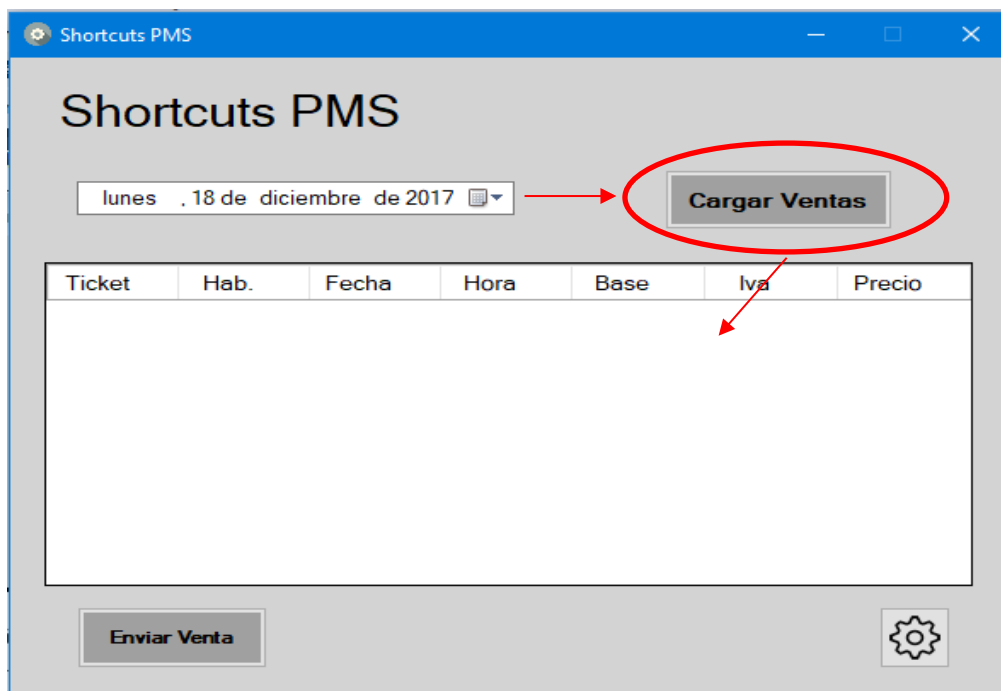 Shortcuts PMS
Shortcuts PMS
lunes , 18 de diciembre de 2017
Cargar Ventas
Ticket Hab. Fecha Hora Base Iva Precio
Enviar Venta